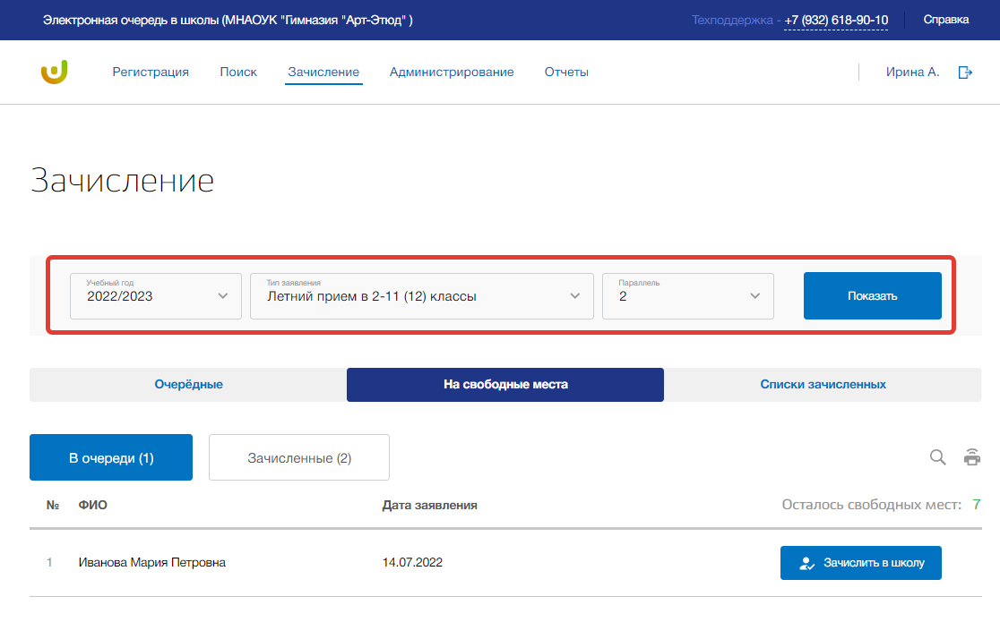 Электронная очередь в школы (МНАОУК "Гимназия "Арт-Этюд" )
Техподдержка - +7 (932) 618-90-10
Справка
Регистрация Поиск Зачисление Администрирование Отчеты Ирина А.
Зачисление
Учебный год Тип заявления Параллель
2022/2023 Летний прием в 2-11 (12) классы 2 Показать
Очерёдные На свободные места Списки зачисленных
В очереди (1) Зачисленные (2)
№ ФИО Дата заявления Осталось свободных мест: 7
1 Иванова Мария Петровна 14.07.2022 Зачислить в школу